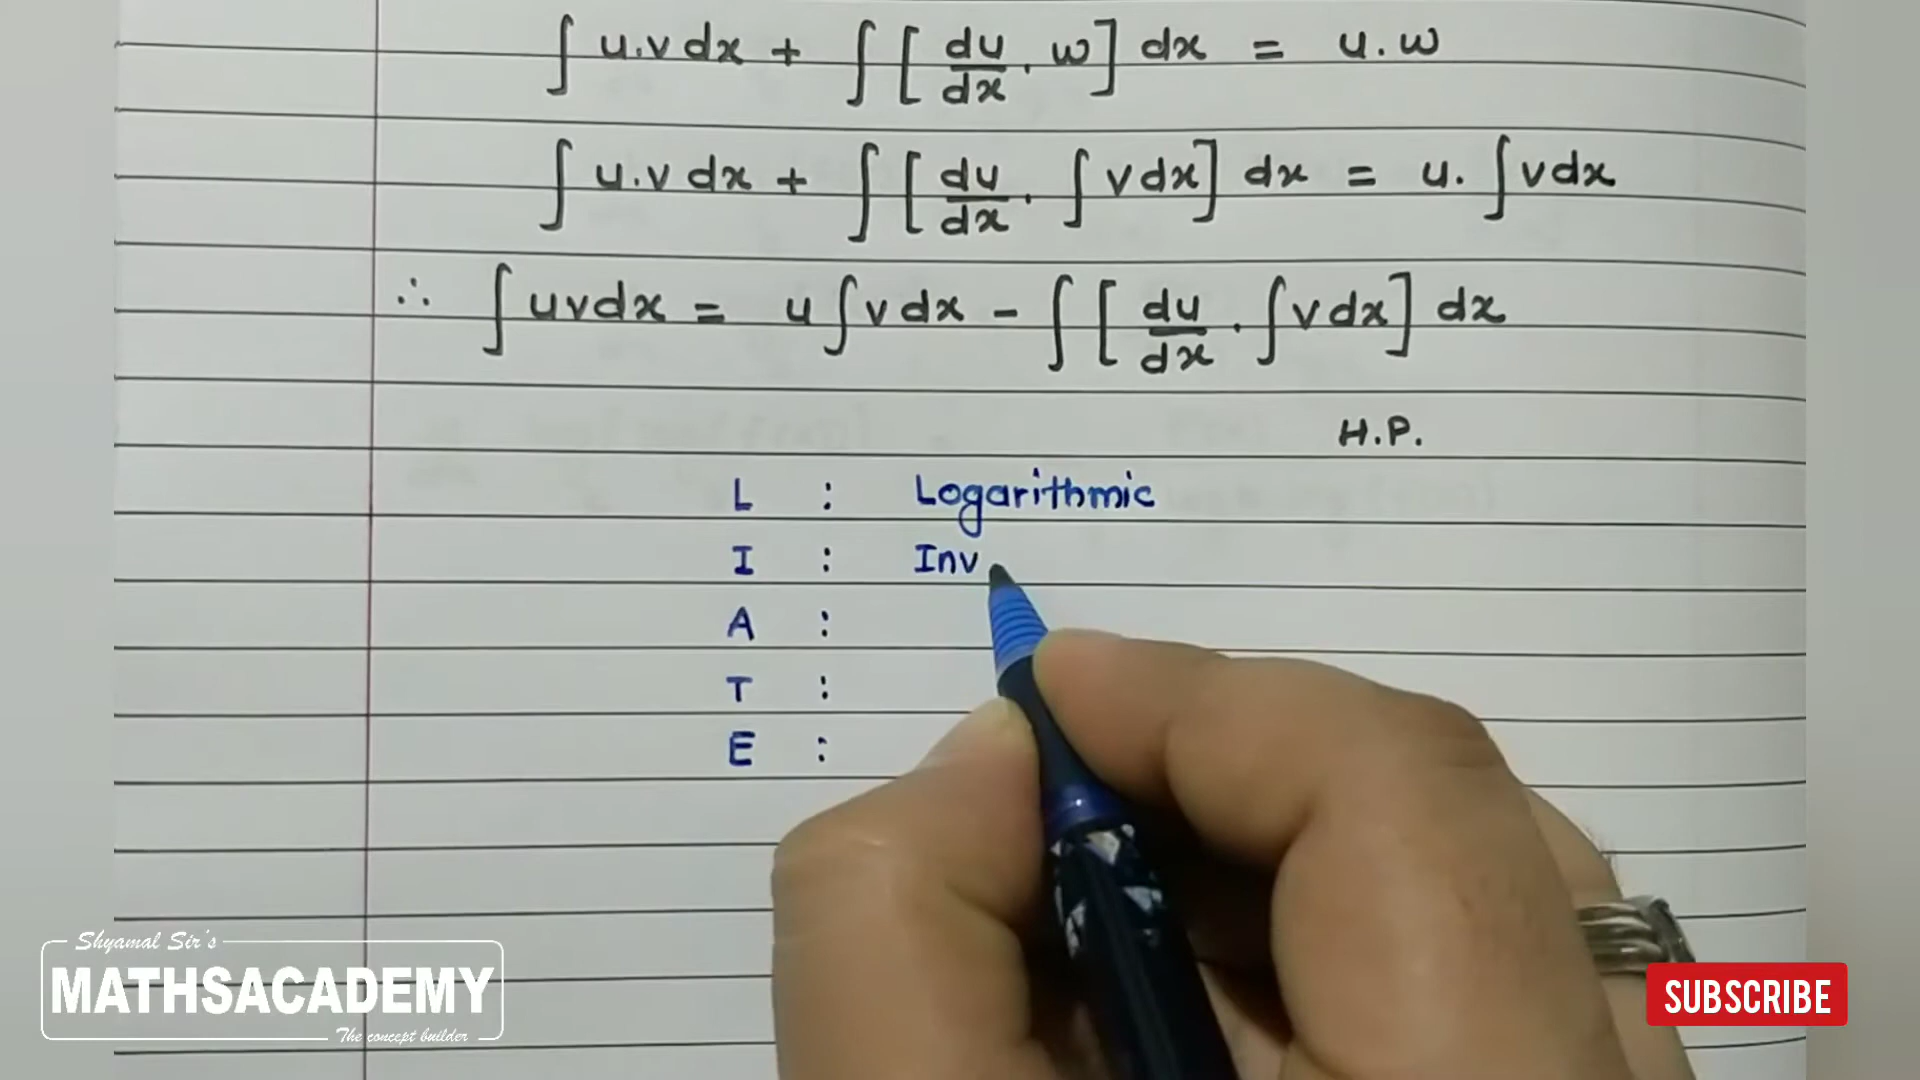 ∫ u.v dx + ∫ [ du/dx . w ] dx = u . w
∫ u.v dx + ∫ [ du/dx . ∫ v dx ] dx = u . ∫ v dx
∴ ∫ uv dx = u ∫ v dx - ∫ [ du/dx . ∫ v dx ] dx
H.P.
L : Logarithmic
I : Inv
A :
T :
E :
Shyamal Sir's
MATHSACADEMY
The concept builder
SUBSCRIBE